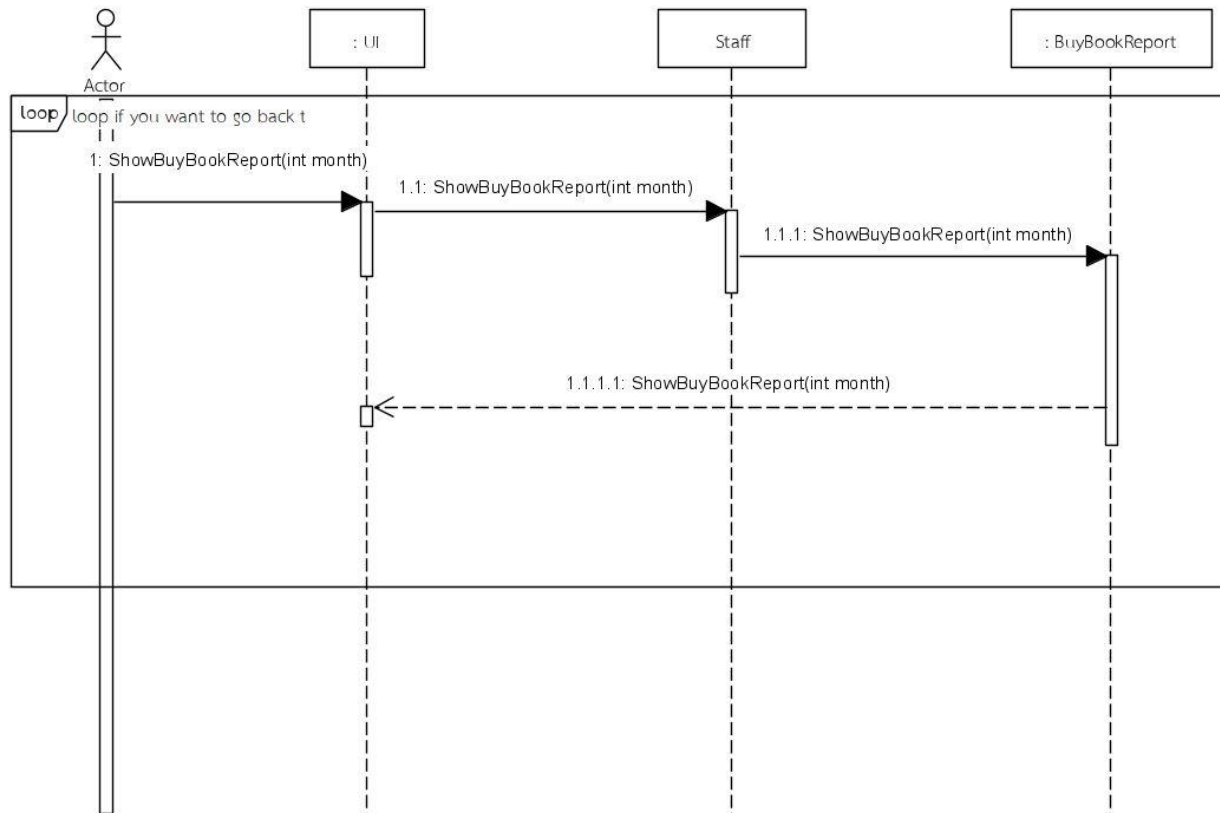 : UI
Staff
: BuyBookReport
Actor
loop
loop if you want to go back t
1: ShowBuyBookReport(int month)
1.1: ShowBuyBookReport(int month)
1.1.1: ShowBuyBookReport(int month)
1.1.1.1: ShowBuyBookReport(int month)